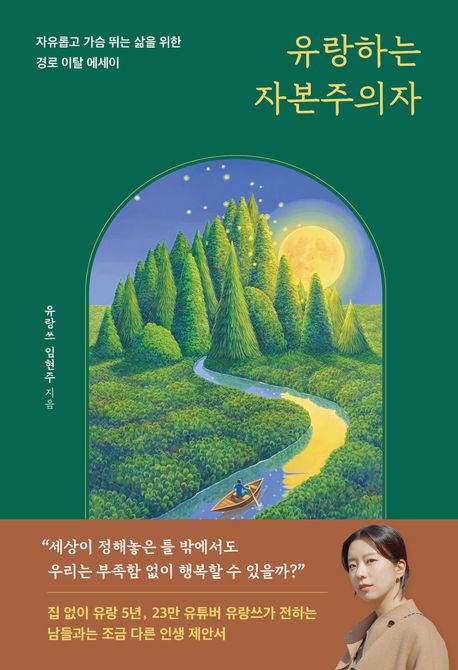 자유롭고 가슴 뛰는 삶을 위한
경로 이탈 에세이
유랑하는
자본주의자
유랑쓰 임현주 지음
“세상이 정해놓은 틀 밖에서도
우리는 부족함 없이 행복할 수 있을까?”
집 없이 유랑 5년, 23만 유튜버 유랑쓰가 전하는
남들과는 조금 다른 인생 제안서